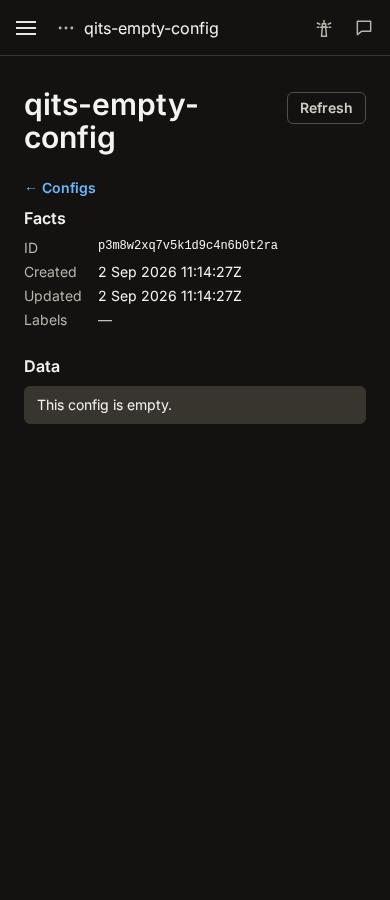 qits-empty-config
qits-empty-
config
Refresh
← Configs
Facts
ID p3m8w2xq7v5k1d9c4n6b0t2ra
Created 2 Sep 2026 11:14:27Z
Updated 2 Sep 2026 11:14:27Z
Labels —
Data
This config is empty.